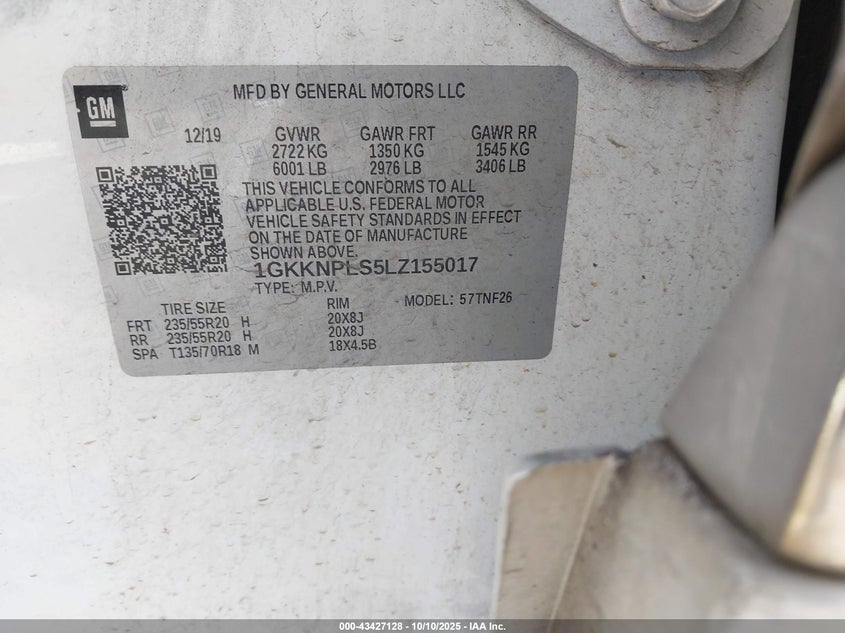 GM
MFD BY GENERAL MOTORS LLC
12/19 GVWR GAWR FRT GAWR RR
2722 KG 1350 KG 1545 KG
6001 LB 2976 LB 3406 LB
THIS VEHICLE CONFORMS TO ALL
APPLICABLE U.S. FEDERAL MOTOR
VEHICLE SAFETY STANDARDS IN EFFECT
ON THE DATE OF MANUFACTURE
SHOWN ABOVE.
1GKKNPLS5LZ155017
TYPE: M.P.V. MODEL: 57TNF26
TIRE SIZE RIM
FRT 235/55R20 H 20X8J
RR 235/55R20 H 20X8J
SPA T135/70R18 M 18X4.5B
000-43427128 - 10/10/2025 - IAA Inc.